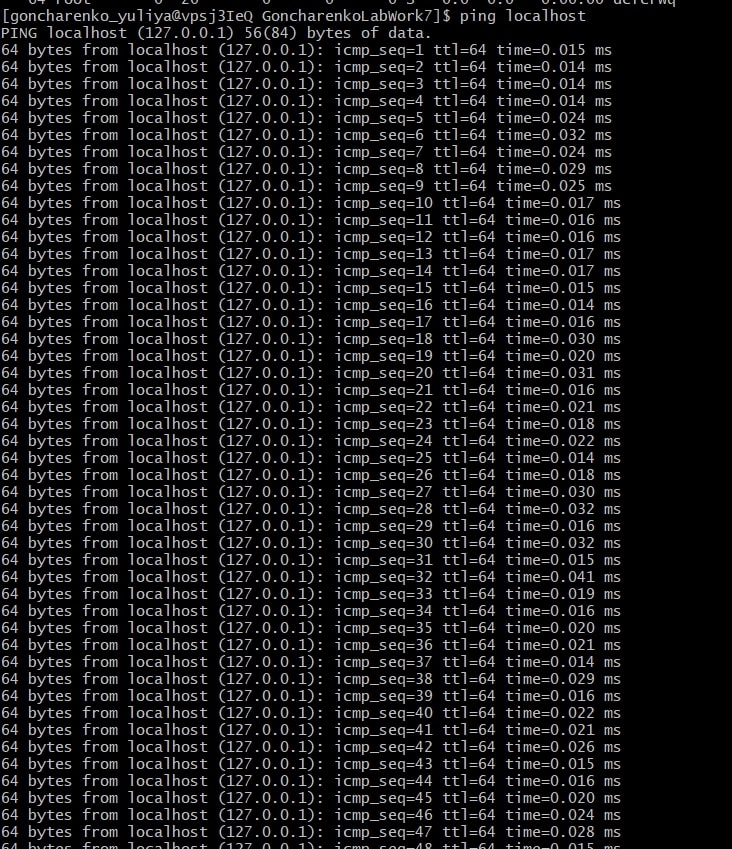 [goncharenko_yuliya@vpsj3IeQ GoncharenkoLabWork7]$ ping localhost
PING localhost (127.0.0.1) 56(84) bytes of data.
64 bytes from localhost (127.0.0.1): icmp_seq=1 ttl=64 time=0.015 ms
64 bytes from localhost (127.0.0.1): icmp_seq=2 ttl=64 time=0.014 ms
64 bytes from localhost (127.0.0.1): icmp_seq=3 ttl=64 time=0.014 ms
64 bytes from localhost (127.0.0.1): icmp_seq=4 ttl=64 time=0.014 ms
64 bytes from localhost (127.0.0.1): icmp_seq=5 ttl=64 time=0.024 ms
64 bytes from localhost (127.0.0.1): icmp_seq=6 ttl=64 time=0.032 ms
64 bytes from localhost (127.0.0.1): icmp_seq=7 ttl=64 time=0.024 ms
64 bytes from localhost (127.0.0.1): icmp_seq=8 ttl=64 time=0.029 ms
64 bytes from localhost (127.0.0.1): icmp_seq=9 ttl=64 time=0.025 ms
64 bytes from localhost (127.0.0.1): icmp_seq=10 ttl=64 time=0.017 ms
64 bytes from localhost (127.0.0.1): icmp_seq=11 ttl=64 time=0.016 ms
64 bytes from localhost (127.0.0.1): icmp_seq=12 ttl=64 time=0.016 ms
64 bytes from localhost (127.0.0.1): icmp_seq=13 ttl=64 time=0.017 ms
64 bytes from localhost (127.0.0.1): icmp_seq=14 ttl=64 time=0.017 ms
64 bytes from localhost (127.0.0.1): icmp_seq=15 ttl=64 time=0.015 ms
64 bytes from localhost (127.0.0.1): icmp_seq=16 ttl=64 time=0.014 ms
64 bytes from localhost (127.0.0.1): icmp_seq=17 ttl=64 time=0.016 ms
64 bytes from localhost (127.0.0.1): icmp_seq=18 ttl=64 time=0.030 ms
64 bytes from localhost (127.0.0.1): icmp_seq=19 ttl=64 time=0.020 ms
64 bytes from localhost (127.0.0.1): icmp_seq=20 ttl=64 time=0.031 ms
64 bytes from localhost (127.0.0.1): icmp_seq=21 ttl=64 time=0.016 ms
64 bytes from localhost (127.0.0.1): icmp_seq=22 ttl=64 time=0.021 ms
64 bytes from localhost (127.0.0.1): icmp_seq=23 ttl=64 time=0.018 ms
64 bytes from localhost (127.0.0.1): icmp_seq=24 ttl=64 time=0.022 ms
64 bytes from localhost (127.0.0.1): icmp_seq=25 ttl=64 time=0.014 ms
64 bytes from localhost (127.0.0.1): icmp_seq=26 ttl=64 time=0.018 ms
64 bytes from localhost (127.0.0.1): icmp_seq=27 ttl=64 time=0.030 ms
64 bytes from localhost (127.0.0.1): icmp_seq=28 ttl=64 time=0.032 ms
64 bytes from localhost (127.0.0.1): icmp_seq=29 ttl=64 time=0.016 ms
64 bytes from localhost (127.0.0.1): icmp_seq=30 ttl=64 time=0.032 ms
64 bytes from localhost (127.0.0.1): icmp_seq=31 ttl=64 time=0.015 ms
64 bytes from localhost (127.0.0.1): icmp_seq=32 ttl=64 time=0.041 ms
64 bytes from localhost (127.0.0.1): icmp_seq=33 ttl=64 time=0.019 ms
64 bytes from localhost (127.0.0.1): icmp_seq=34 ttl=64 time=0.016 ms
64 bytes from localhost (127.0.0.1): icmp_seq=35 ttl=64 time=0.020 ms
64 bytes from localhost (127.0.0.1): icmp_seq=36 ttl=64 time=0.021 ms
64 bytes from localhost (127.0.0.1): icmp_seq=37 ttl=64 time=0.014 ms
64 bytes from localhost (127.0.0.1): icmp_seq=38 ttl=64 time=0.029 ms
64 bytes from localhost (127.0.0.1): icmp_seq=39 ttl=64 time=0.016 ms
64 bytes from localhost (127.0.0.1): icmp_seq=40 ttl=64 time=0.022 ms
64 bytes from localhost (127.0.0.1): icmp_seq=41 ttl=64 time=0.021 ms
64 bytes from localhost (127.0.0.1): icmp_seq=42 ttl=64 time=0.026 ms
64 bytes from localhost (127.0.0.1): icmp_seq=43 ttl=64 time=0.015 ms
64 bytes from localhost (127.0.0.1): icmp_seq=44 ttl=64 time=0.016 ms
64 bytes from localhost (127.0.0.1): icmp_seq=45 ttl=64 time=0.020 ms
64 bytes from localhost (127.0.0.1): icmp_seq=46 ttl=64 time=0.024 ms
64 bytes from localhost (127.0.0.1): icmp_seq=47 ttl=64 time=0.028 ms
64 bytes from localhost (127.0.0.1): icmp_seq=48 ttl=64 time=0.015 ms